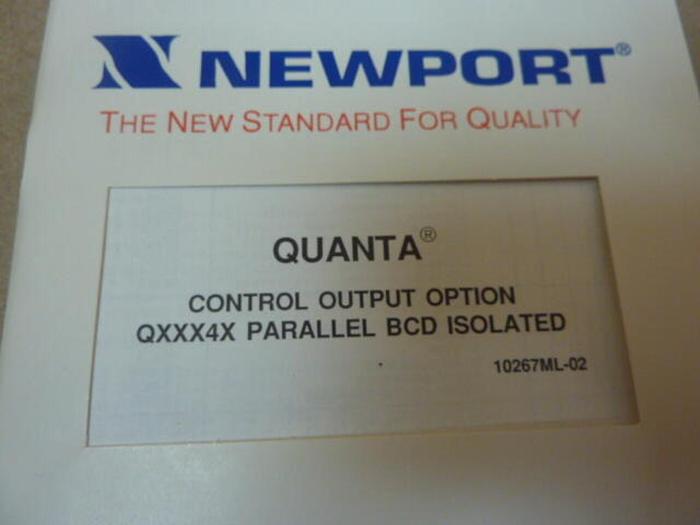 NEWPORT®
THE NEW STANDARD FOR QUALITY
QUANTA®
CONTROL OUTPUT OPTION
QXXX4X PARALLEL BCD ISOLATED
10267ML-02